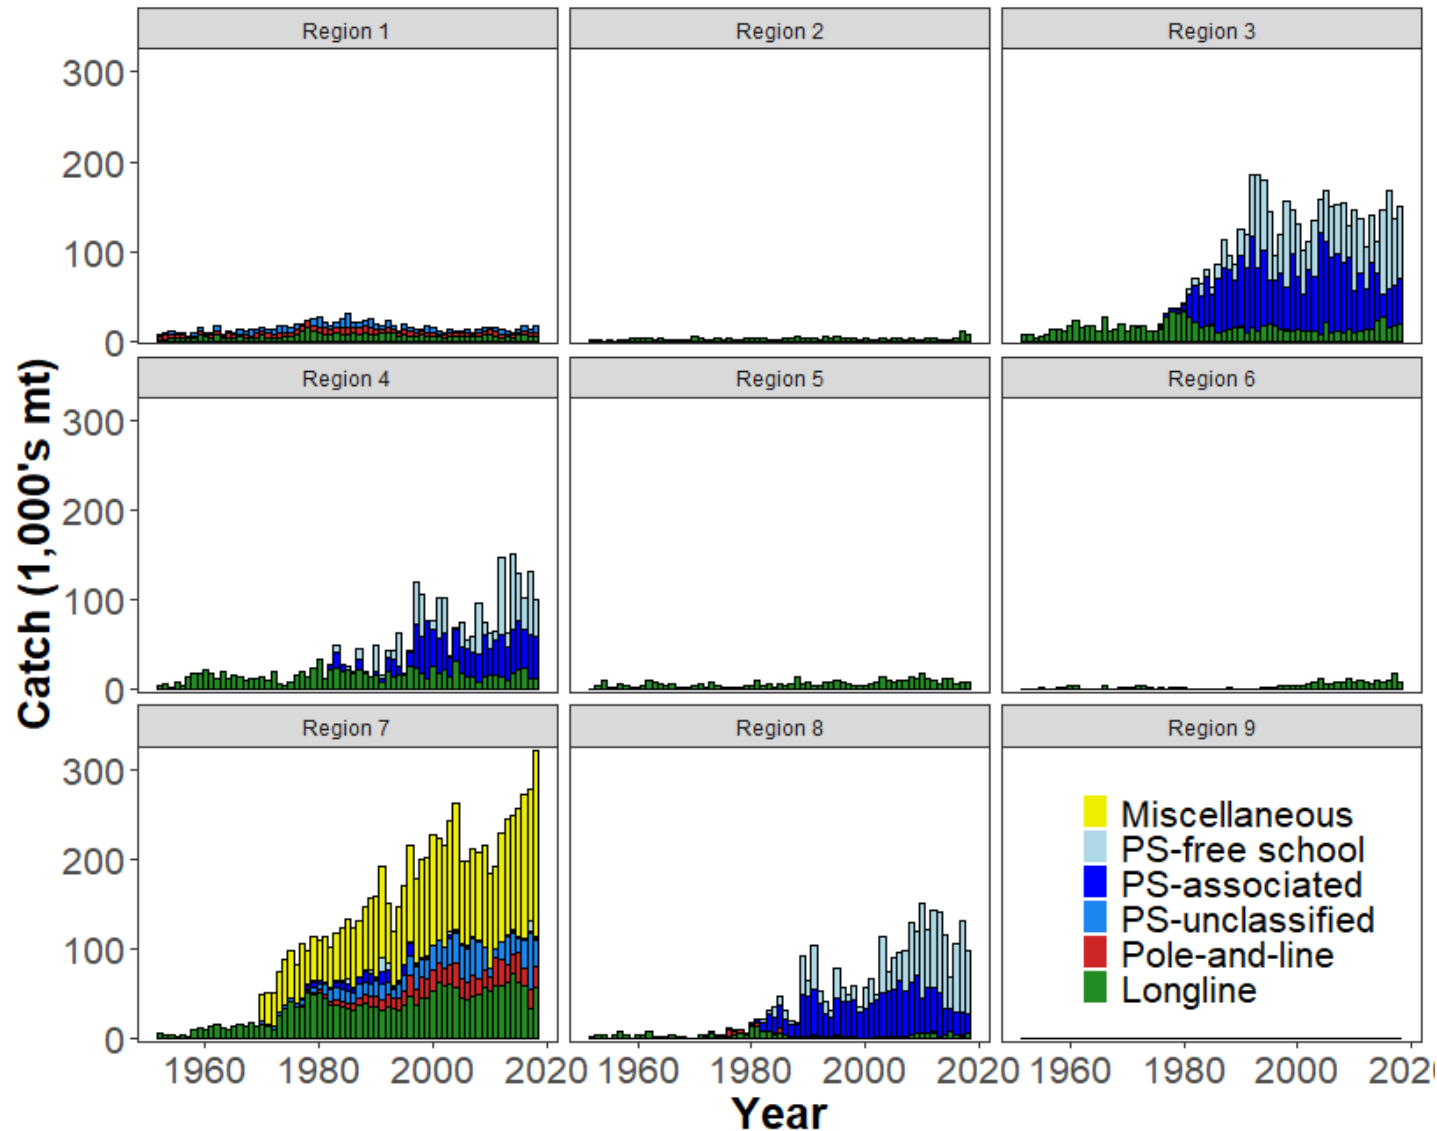 Region 1
Region 2
Region 3
300
200
100
0
Region 4
Region 5
Region 6
300
200
100
0
Catch (1,000's mt)
Region 7
Region 8
Region 9
300
200
100
0
Miscellaneous
PS-free school
PS-associated
PS-unclassified
Pole-and-line
Longline
1960 1980 2000 2020 1960 1980 2000 2020 1960 1980 2000 202
Year